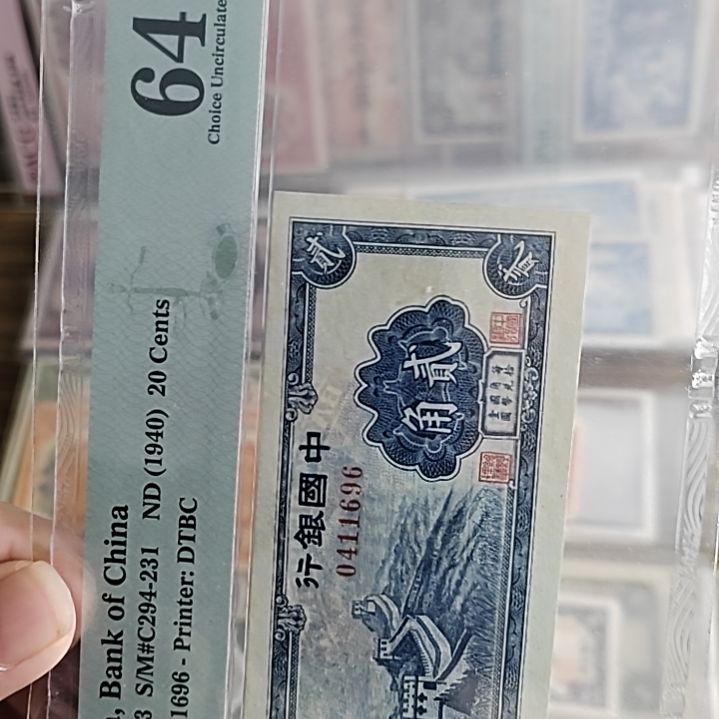 , Bank of China
3 S/M#C294-231 ND (1940) 20 Cents
1696 - Printer: DTBC
64
Choice Uncirculate
中國銀行
0411696
貳角
貳
貳